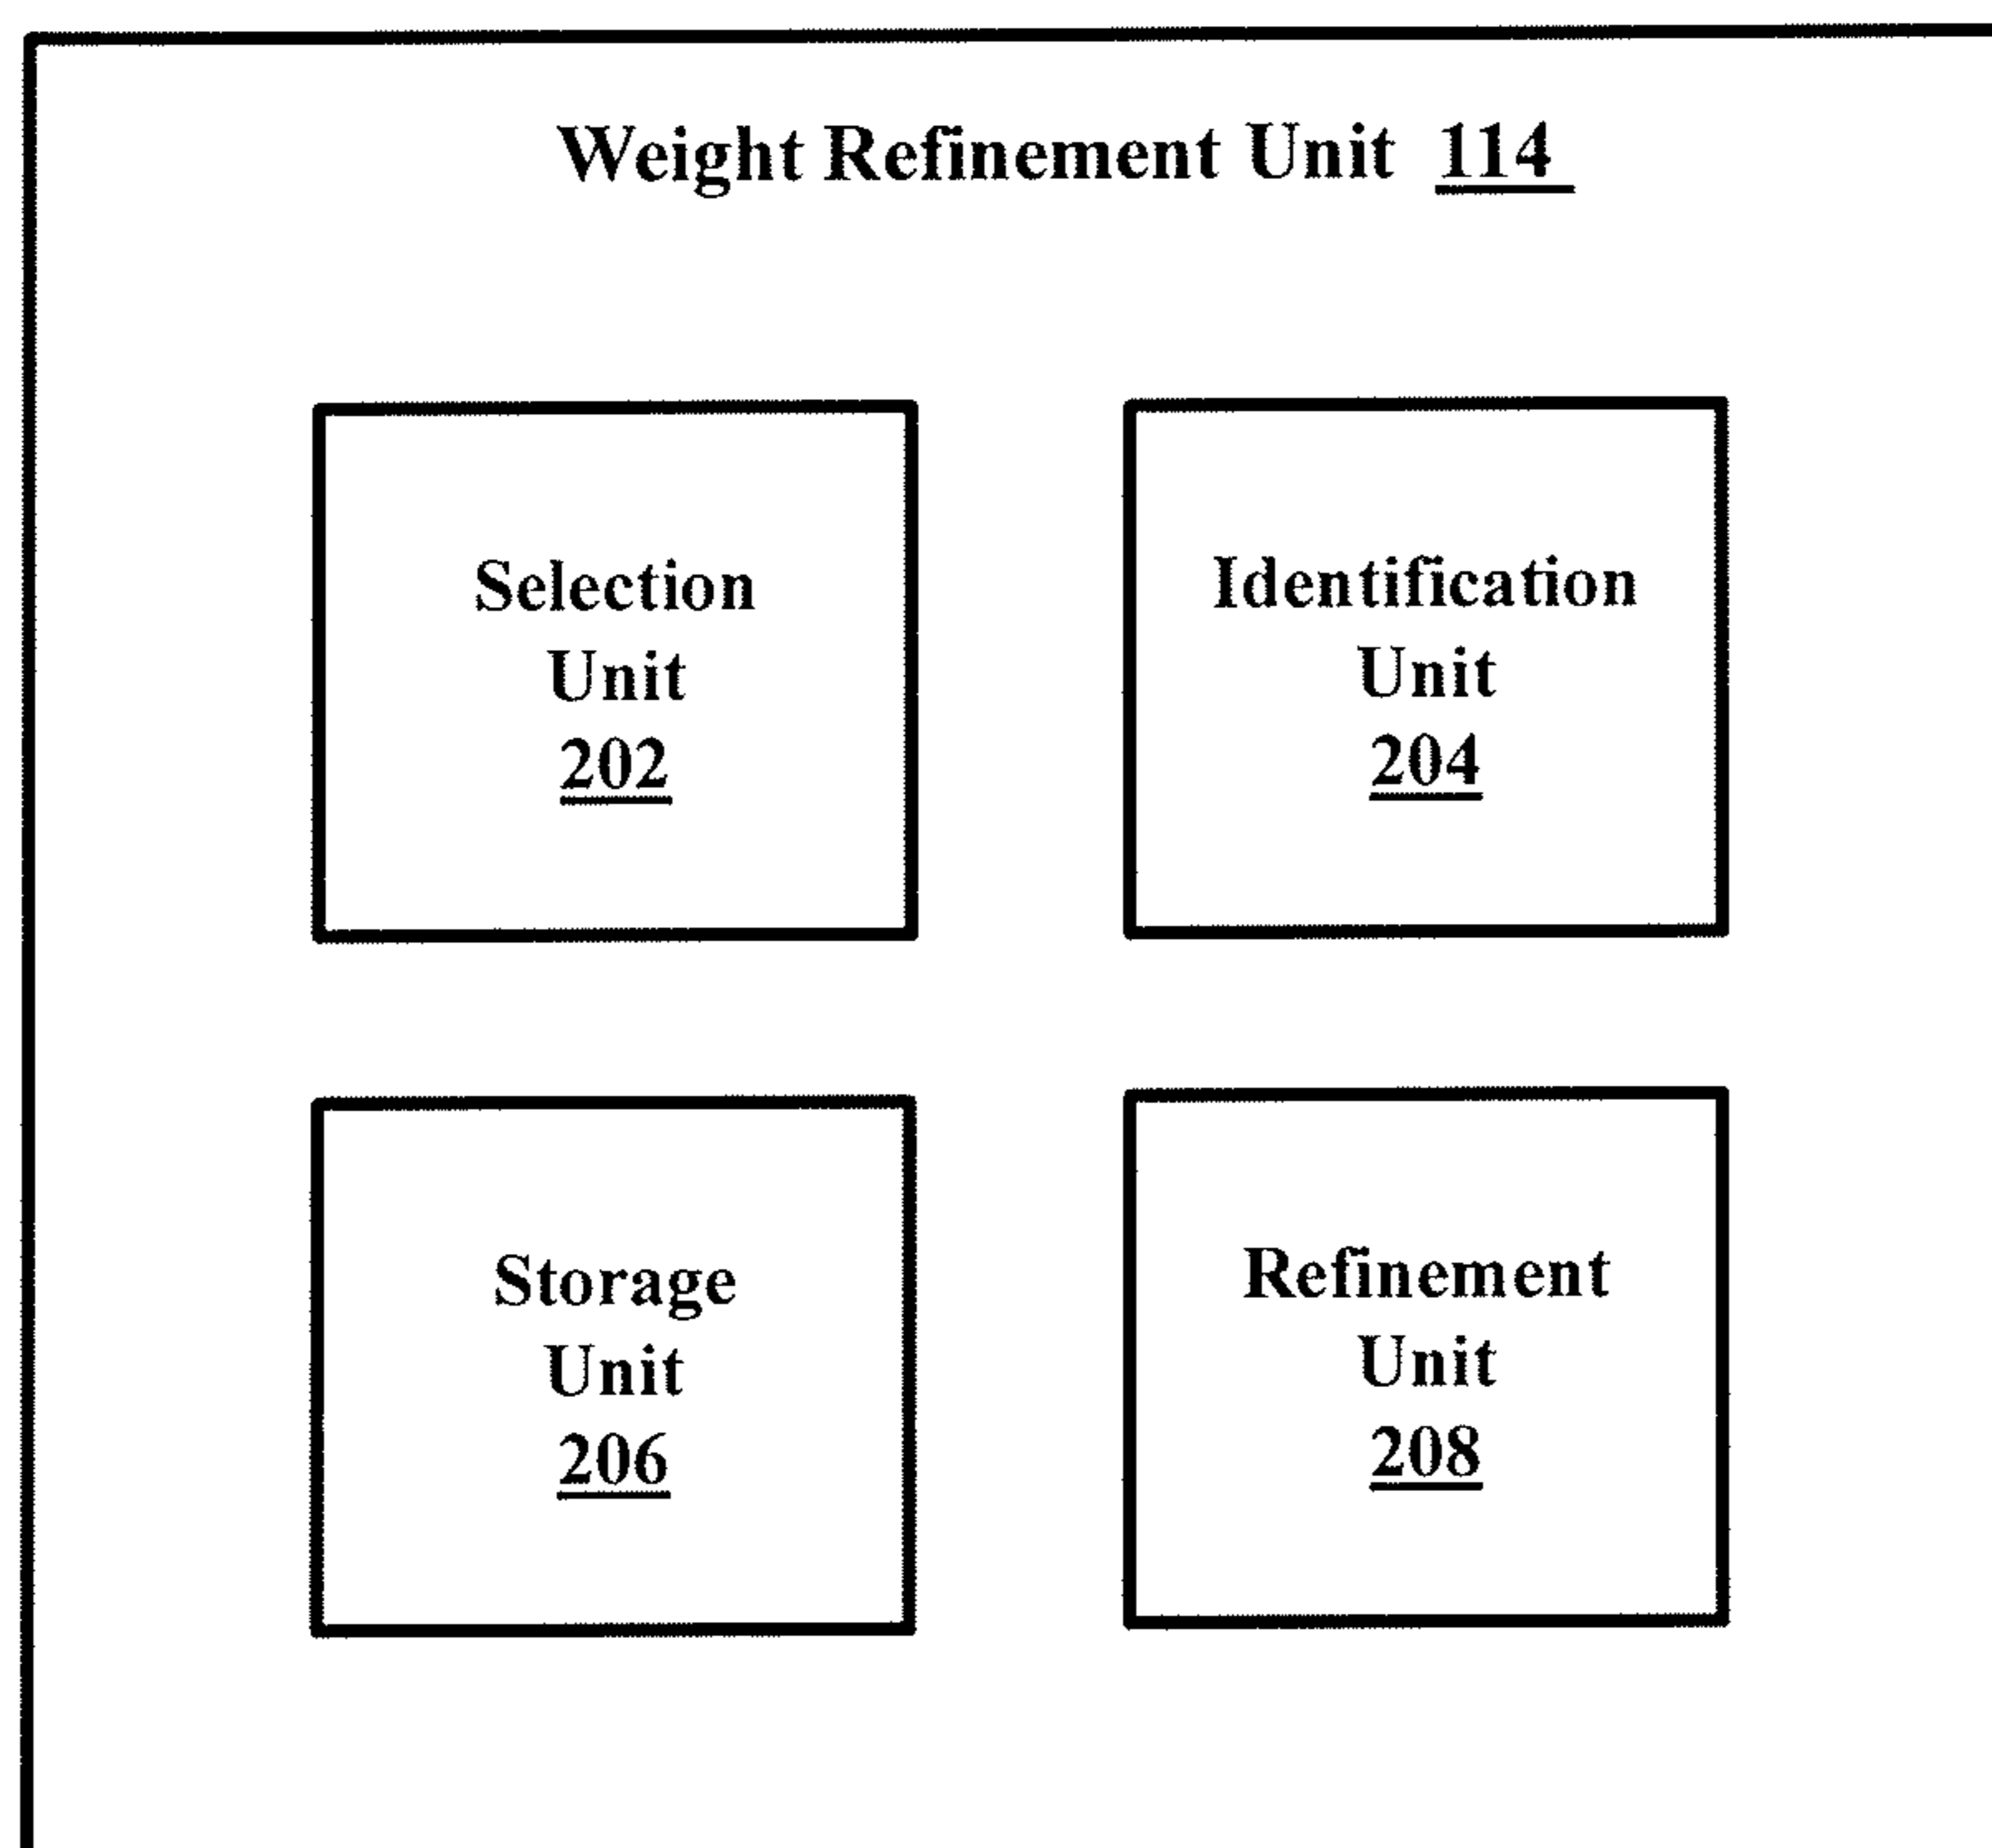 Weight Refinement Unit 114
Selection
Unit
202
Identification
Unit
204
Storage
Unit
206
Refinement
Unit
208